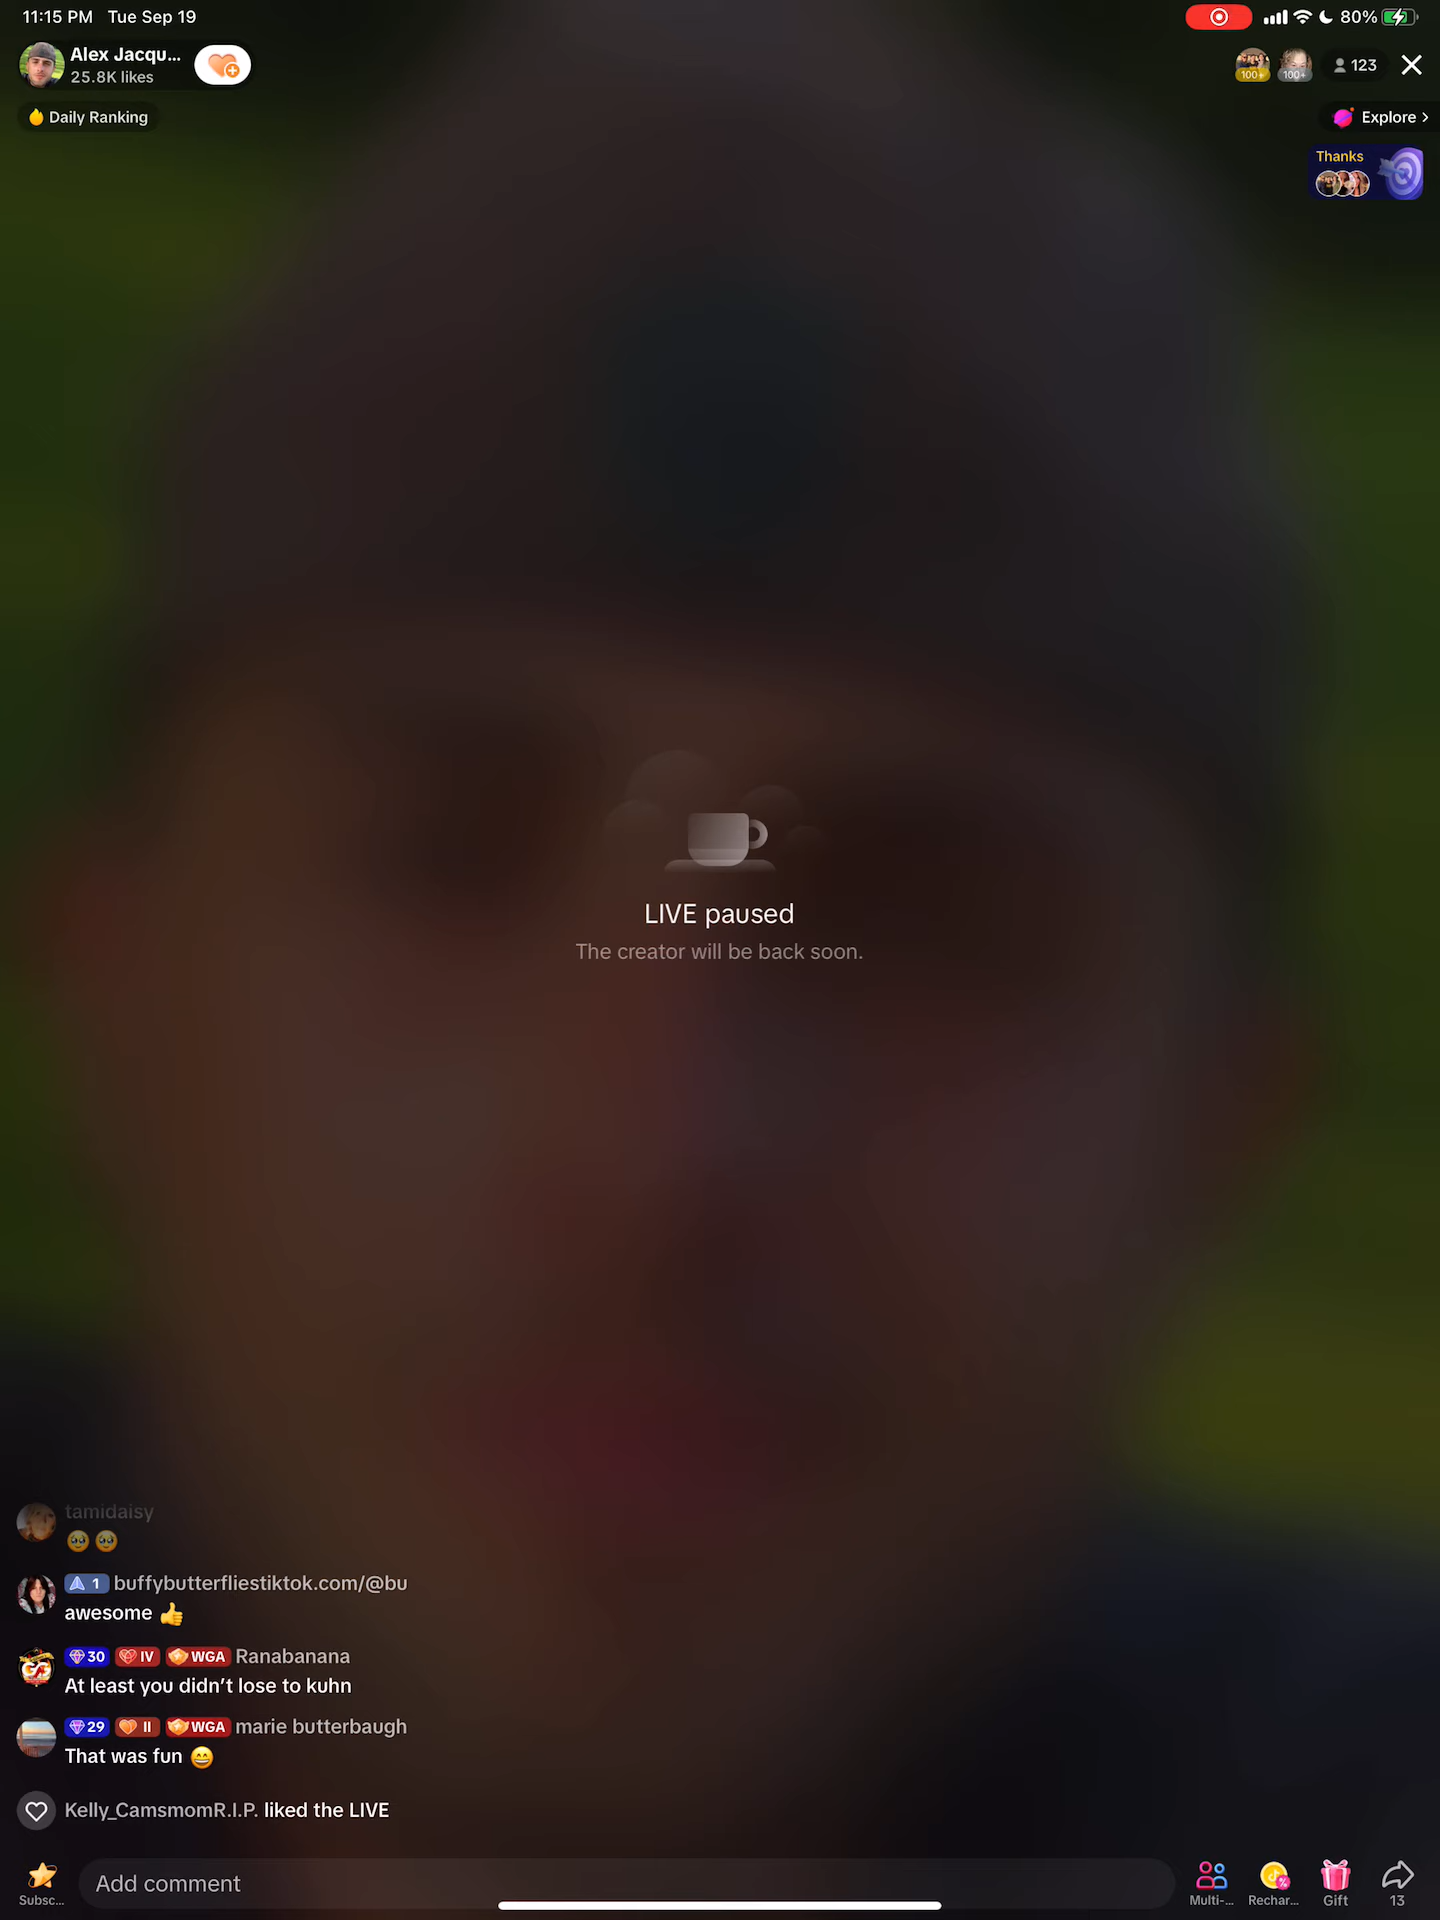 11:15 PM Tue Sep 19
80%
Alex Jacqu...
25.8K likes
100+
100+
123
Daily Ranking
Explore >
Thanks
LIVE paused
The creator will be back soon.
tamidaisy
🥹🥹
1 buffybutterfliestiktok.com/@bu
awesome 👍
30 IV WGA Ranabanana
At least you didn't lose to kuhn
29 II WGA marie butterbaugh
That was fun 😄
Kelly_CamsmomR.I.P. liked the LIVE
Add comment
Subsc...
Multi-...
Rechar...
Gift
13